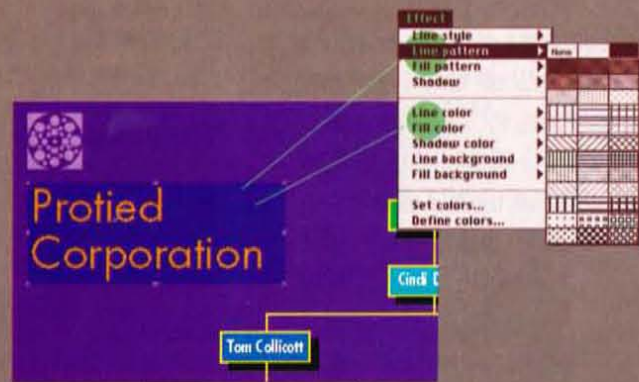 Effect
Line style
Line pattern
None
Fill pattern
Shadow
Line color
Fill color
Shadow color
Line background
Fill background
Set colors...
Define colors...
Protied
Corporation
Cindi D
Tom Collicott